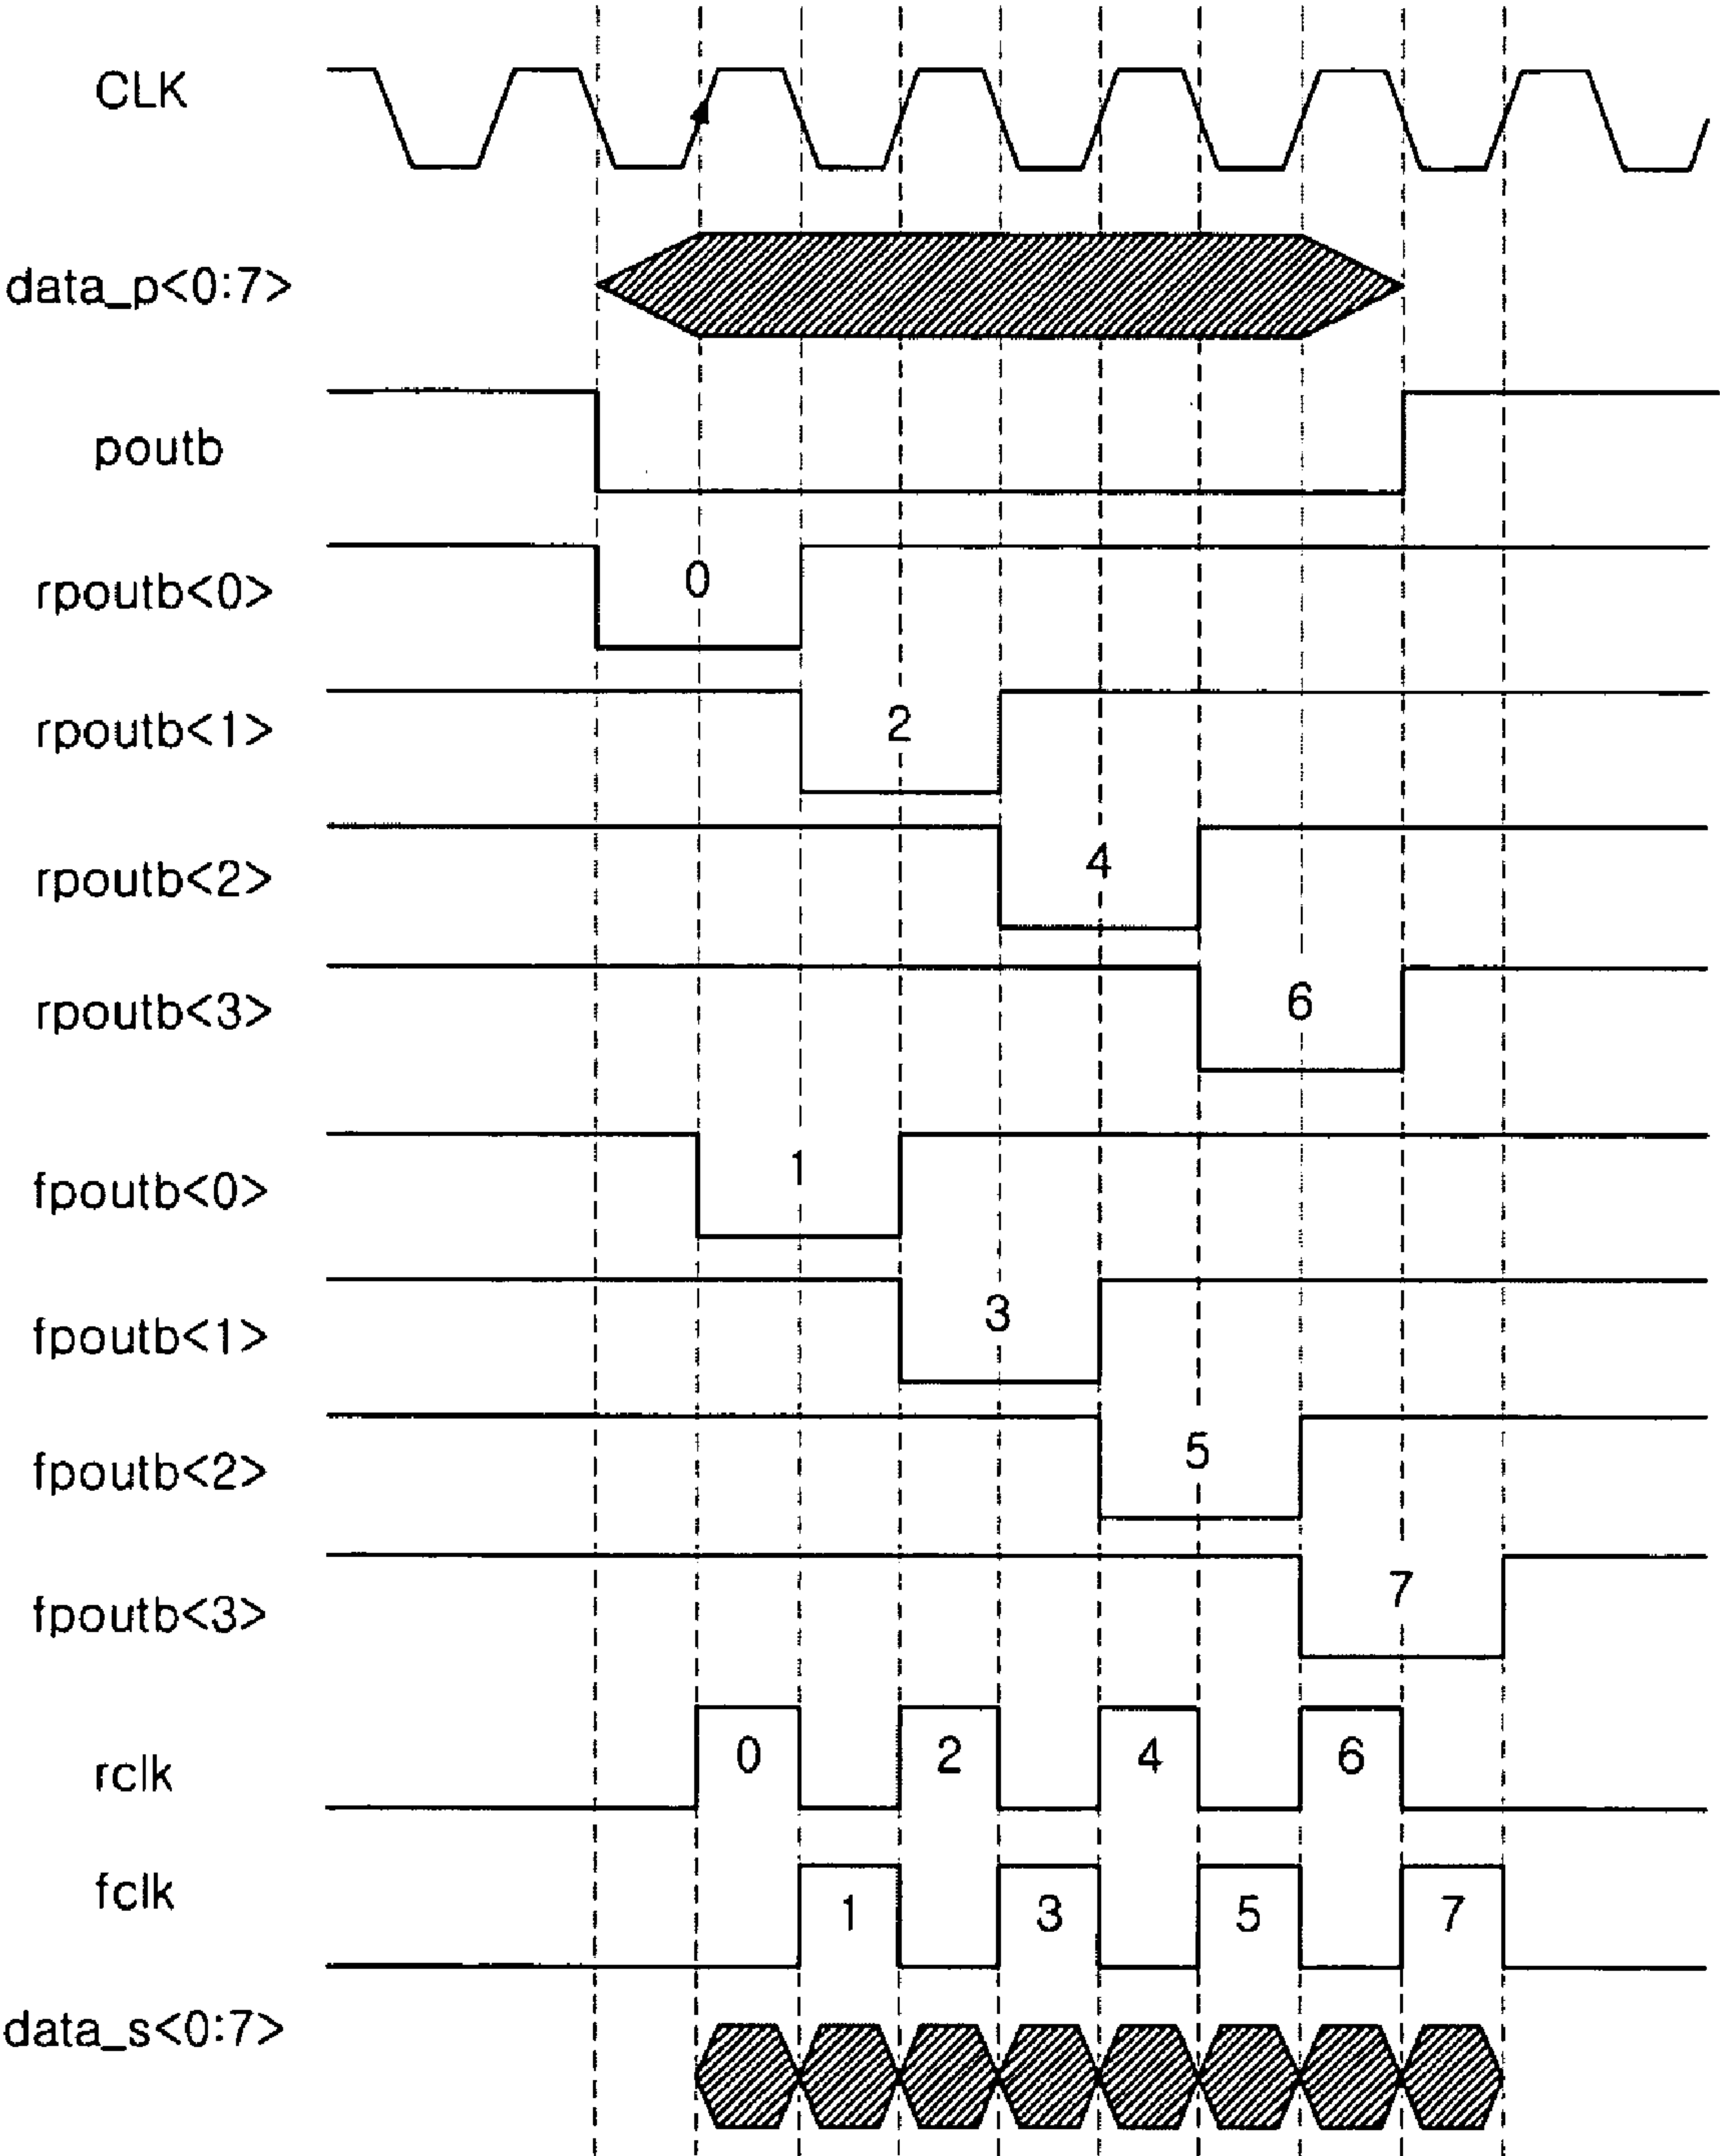 CLK
data_p<0:7>
poutb
rpoutb<0> 0
rpoutb<1> 2
rpoutb<2> 4
rpoutb<3> 6
fpoutb<0> 1
fpoutb<1> 3
fpoutb<2> 5
fpoutb<3> 7
rclk 0 2 4 6
fclk 1 3 5 7
data_s<0:7>